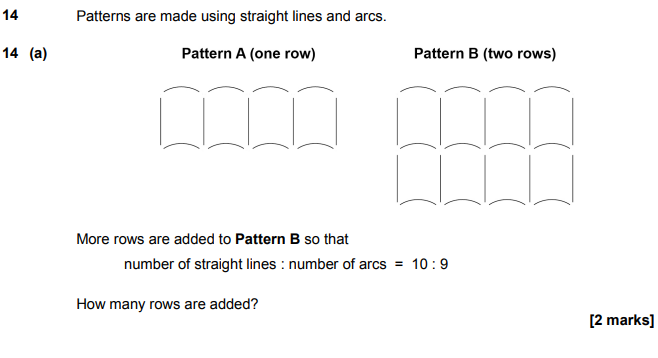 14 Patterns are made using straight lines and arcs.
14 (a) Pattern A (one row) Pattern B (two rows)
More rows are added to Pattern B so that
number of straight lines : number of arcs = 10 : 9
How many rows are added?
[2 marks]